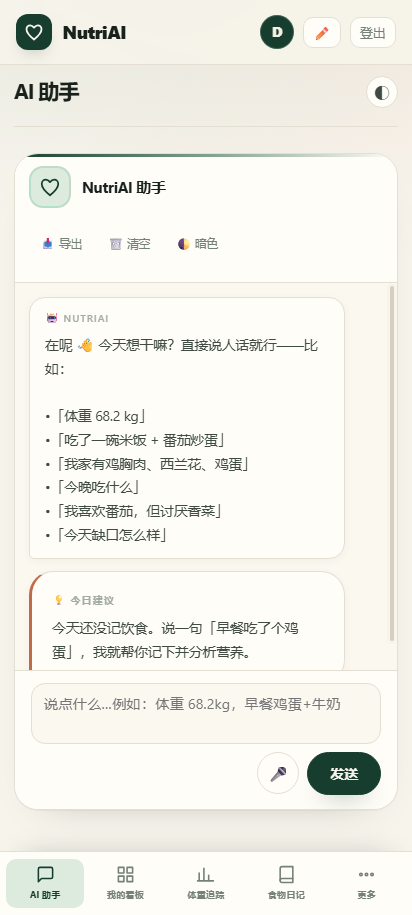 NutriAI
D
登出
AI 助手
NutriAI 助手
导出
清空
暗色
NUTRIAI
在呢 👋 今天想干嘛？直接说人话就行——比
如：
•「体重 68.2 kg」
•「吃了一碗米饭 + 番茄炒蛋」
•「我家有鸡胸肉、西兰花、鸡蛋」
•「今晚吃什么」
•「我喜欢番茄，但讨厌香菜」
•「今天缺口怎么样」
今日建议
今天还没记饮食。说一句「早餐吃了个鸡
蛋」，我就帮你记下并分析营养。
说点什么...例如：体重 68.2kg，早餐鸡蛋+牛奶
发送
AI 助手
我的看板
体重追踪
食物日记
更多